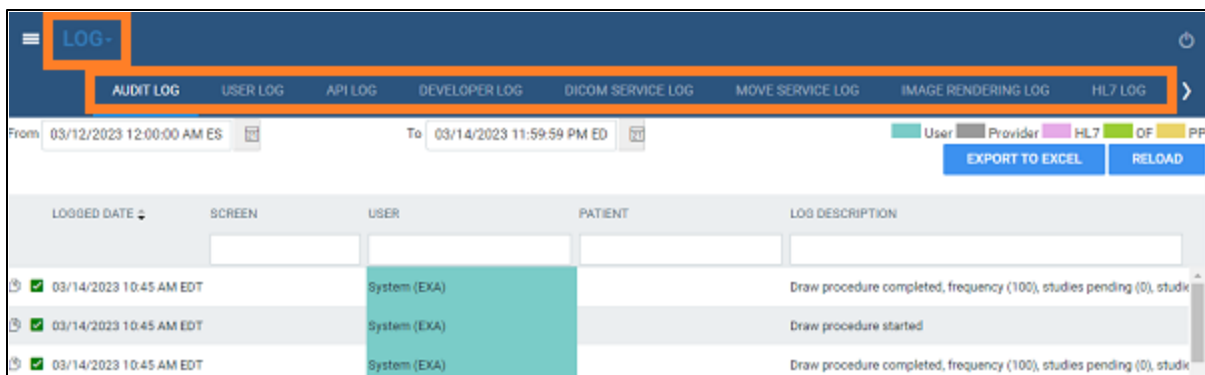 LOG
AUDIT LOG USER LOG API LOG DEVELOPER LOG DICOM SERVICE LOG MOVE SERVICE LOG IMAGE RENDERING LOG HL7 LOG
From 03/12/2023 12:00:00 AM ES To 03/14/2023 11:59:59 PM ED User Provider HL7 OF PP
EXPORT TO EXCEL RELOAD
LOGGED DATE SCREEN USER PATIENT LOG DESCRIPTION
03/14/2023 10:45 AM EDT System (EXA) Draw procedure completed, frequency (100), studies pending (0), studie
03/14/2023 10:45 AM EDT System (EXA) Draw procedure started
03/14/2023 10:45 AM EDT System (EXA) Draw procedure completed, frequency (100), studies pending (0), studie